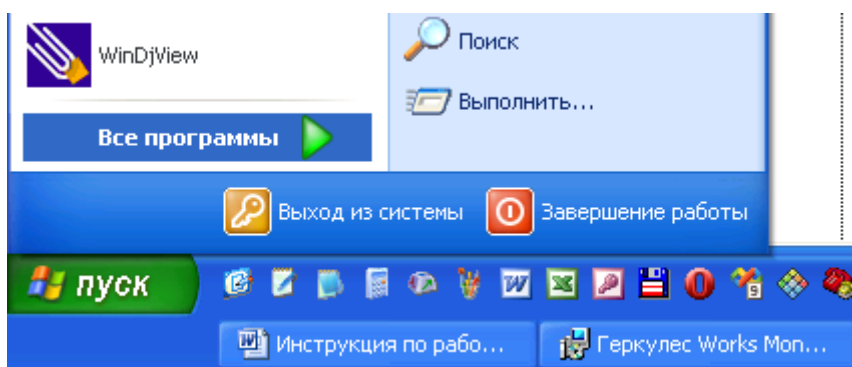 WinDjView
Поиск
Выполнить...
Все программы
Выход из системы
Завершение работы
пуск
Инструкция по рабо...
Геркулес Works Mon...